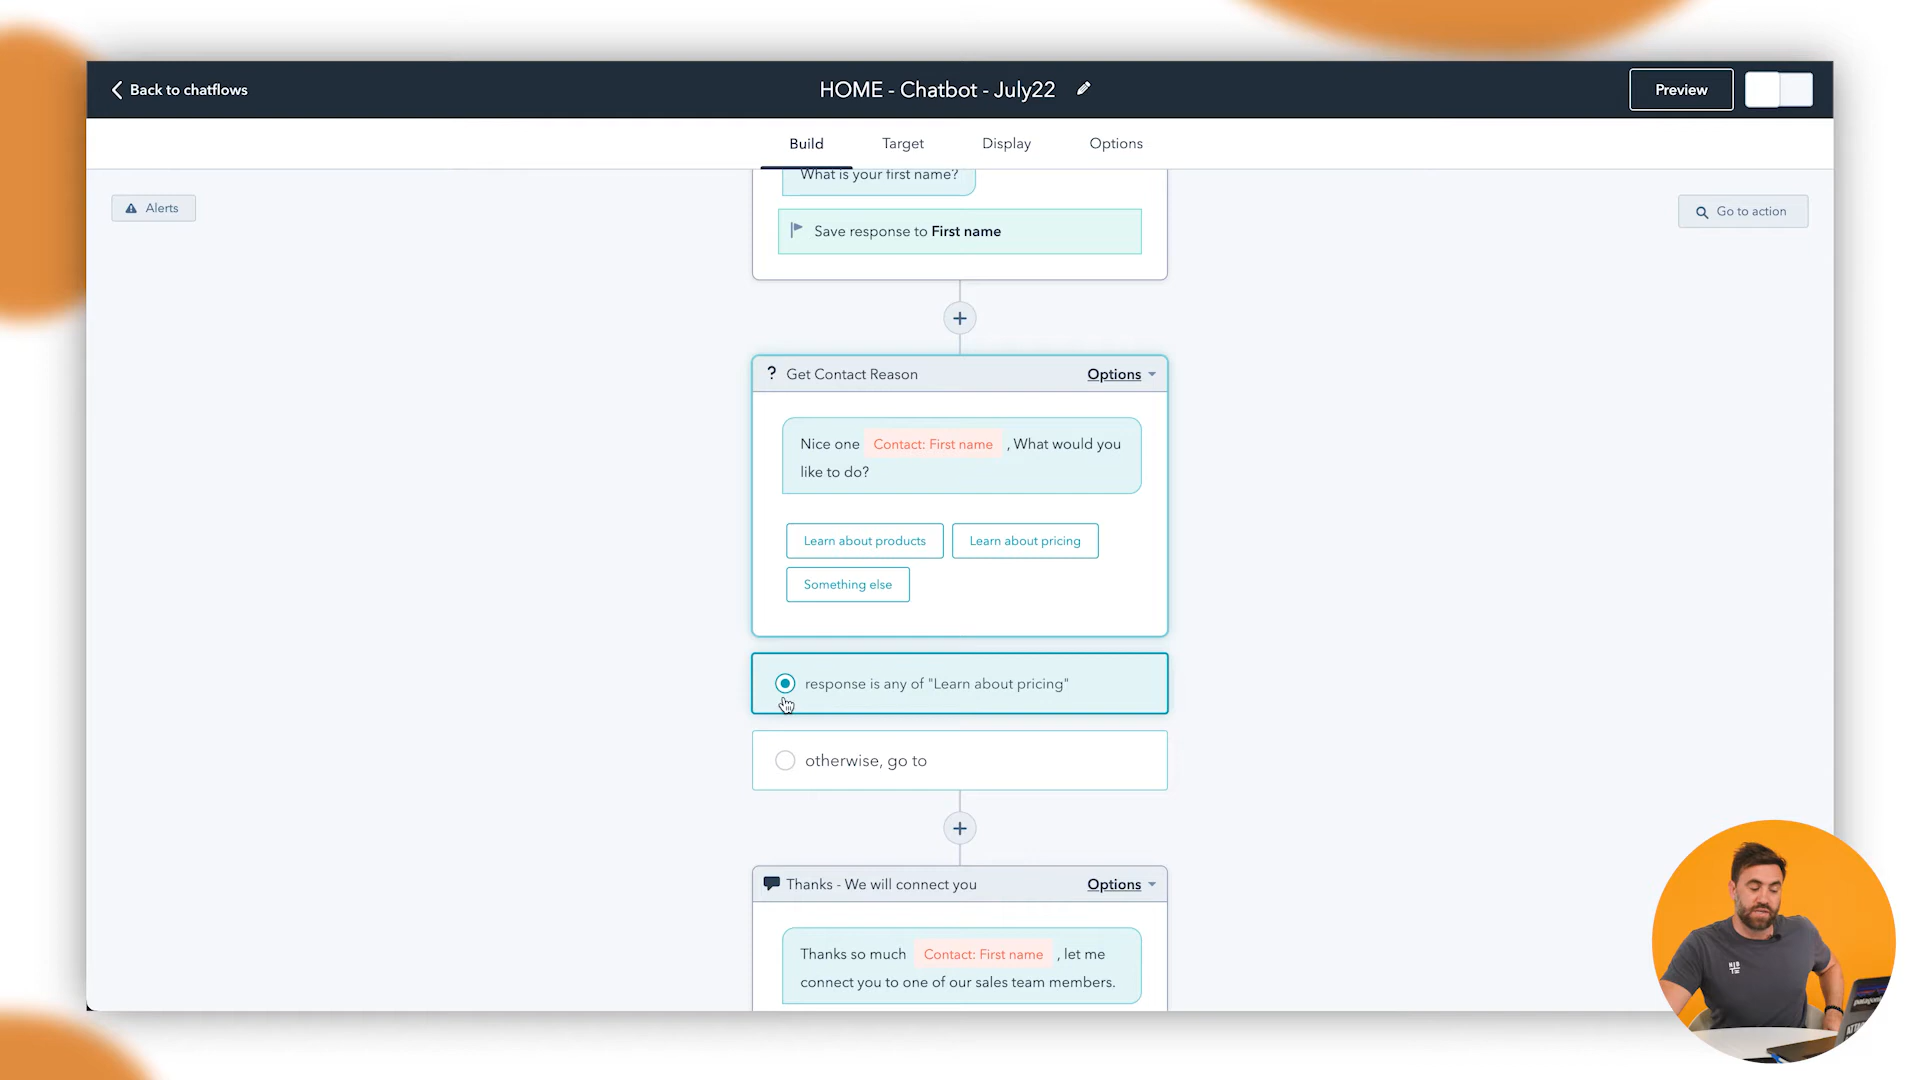 Back to chatflows
HOME - Chatbot - July22
Preview
Build
Target
Display
Options
Alerts
Go to action
What is your first name?
Save response to First name
? Get Contact Reason
Options
Nice one Contact: First name , What would you
like to do?
Learn about products
Learn about pricing
Something else
response is any of "Learn about pricing"
otherwise, go to
Thanks - We will connect you
Options
Thanks so much Contact: First name , let me
connect you to one of our sales team members.
patagonia